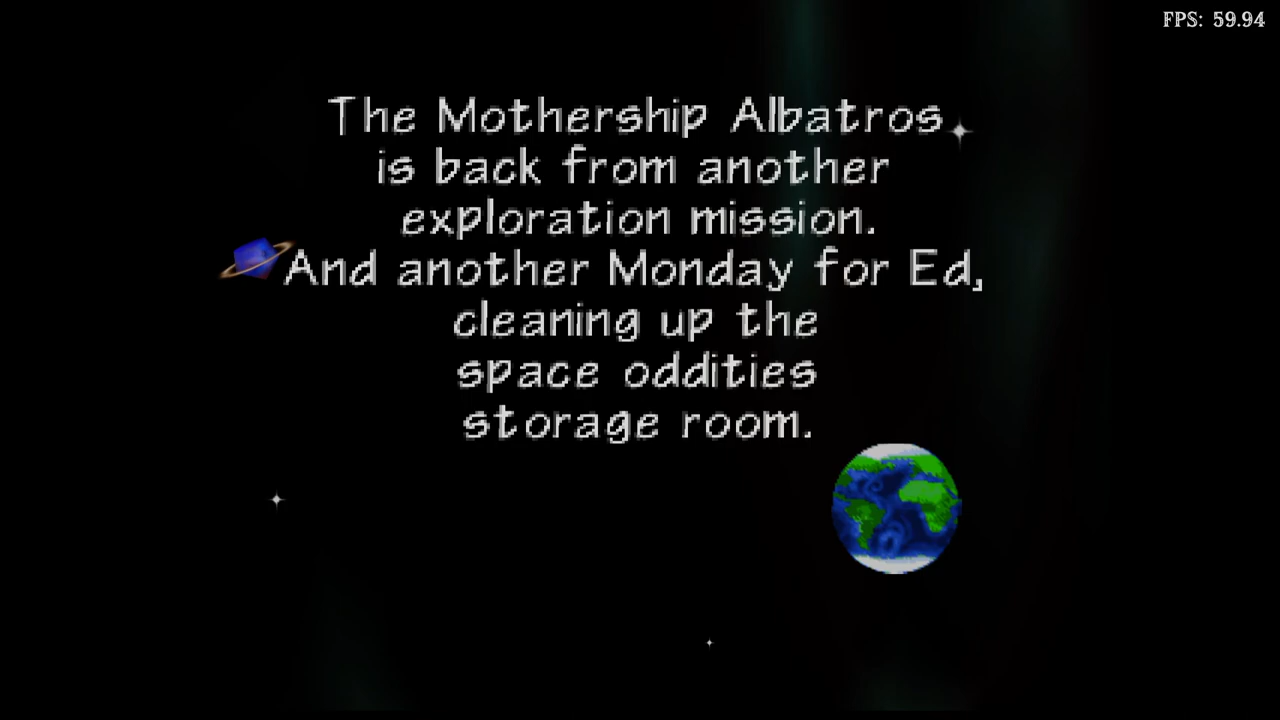 FPS: 59.94
The Mothership Albatros
is back from another
exploration mission.
And another Monday for Ed,
cleaning up the
space oddities
storage room.